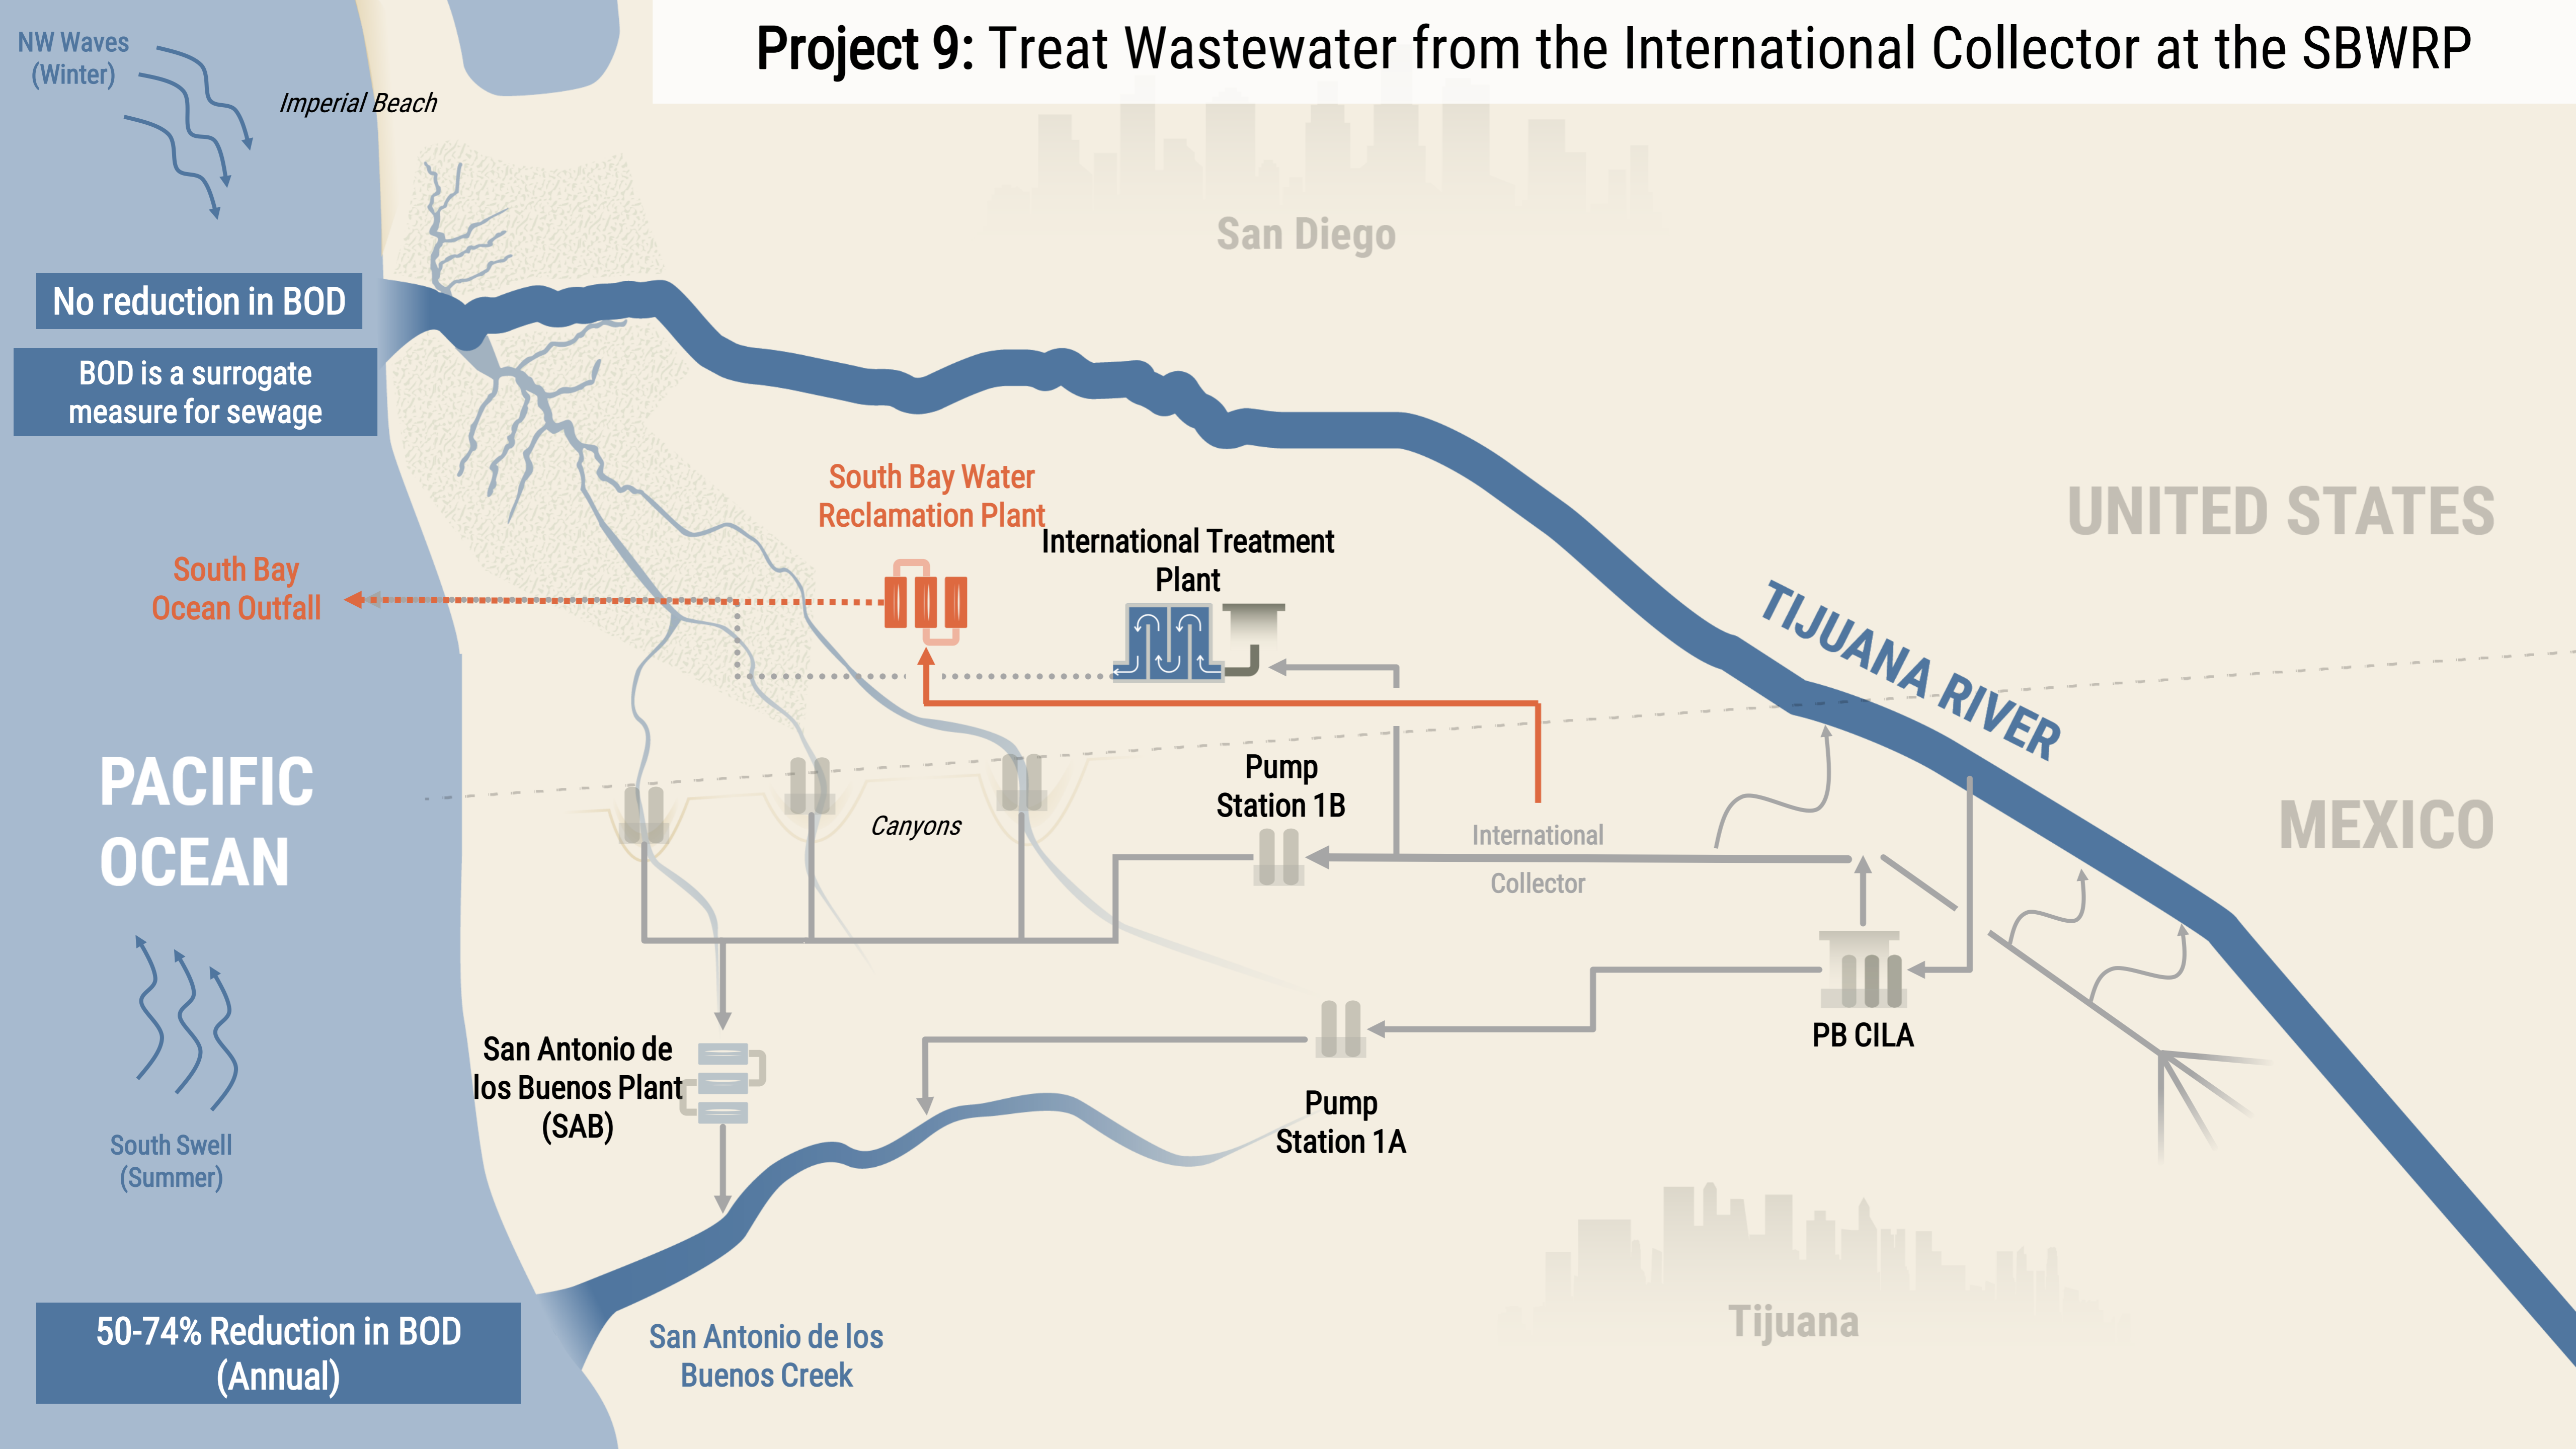 Project 9: Treat Wastewater from the International Collector at the SBWRP
NW Waves
(Winter)
Imperial Beach
San Diego
No reduction in BOD
BOD is a surrogate
measure for sewage
South Bay Water
Reclamation Plant
International Treatment
Plant
UNITED STATES
South Bay
Ocean Outfall
TIJUANA RIVER
PACIFIC
OCEAN
Pump
Station 1B
Canyons
International
Collector
MEXICO
San Antonio de
los Buenos Plant
(SAB)
PB CILA
Pump
Station 1A
South Swell
(Summer)
50-74% Reduction in BOD
(Annual)
San Antonio de los
Buenos Creek
Tijuana